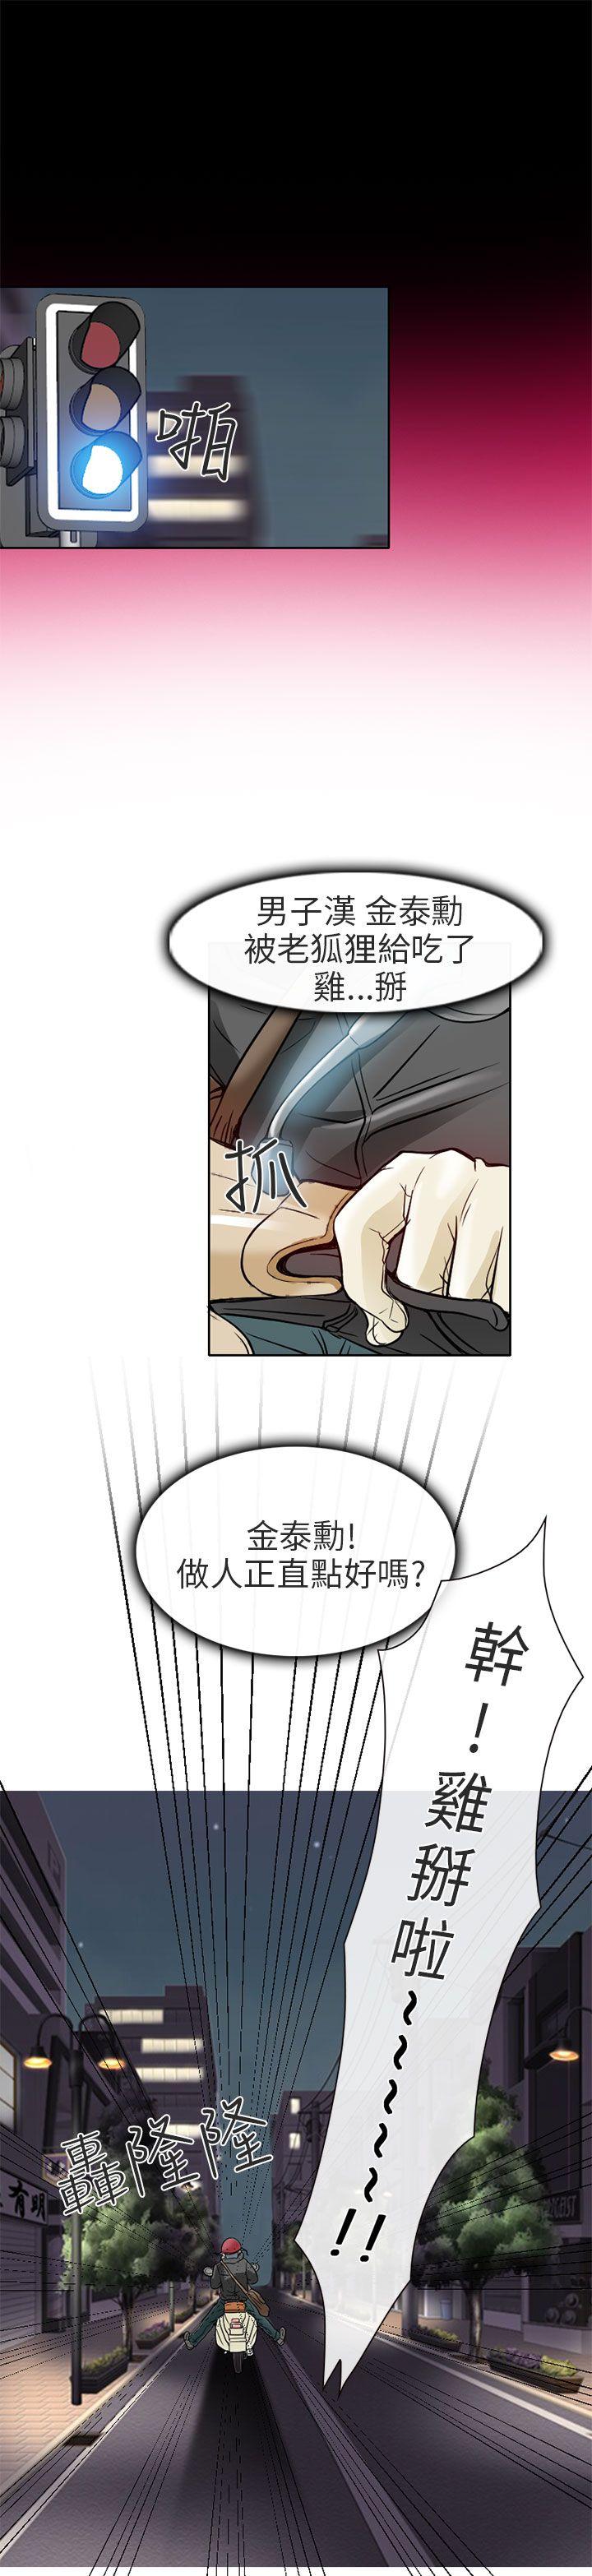 啪
男子漢 金泰勳
被老狐狸給吃了
雞...掰
抓
金泰勳!
做人正直點好嗎?
幹！雞掰啦～～～～～!!
轟隆隆
有明